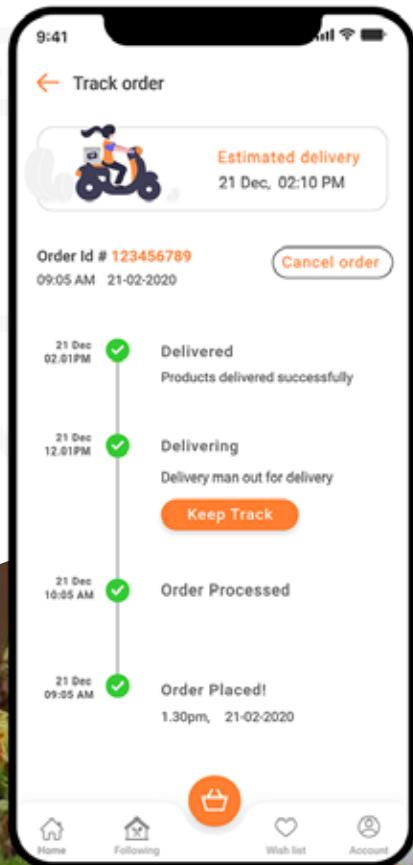 9:41
Track order
Estimated delivery
21 Dec, 02:10 PM
Order Id # 123456789
Cancel order
09:05 AM 21-02-2020
21 Dec
02.01PM
Delivered
Products delivered successfully
21 Dec
12.01PM
Delivering
Delivery man out for delivery
Keep Track
21 Dec
10:05 AM
Order Processed
21 Dec
09:05 AM
Order Placed!
1.30pm, 21-02-2020
Home
Following
Wish list
Account